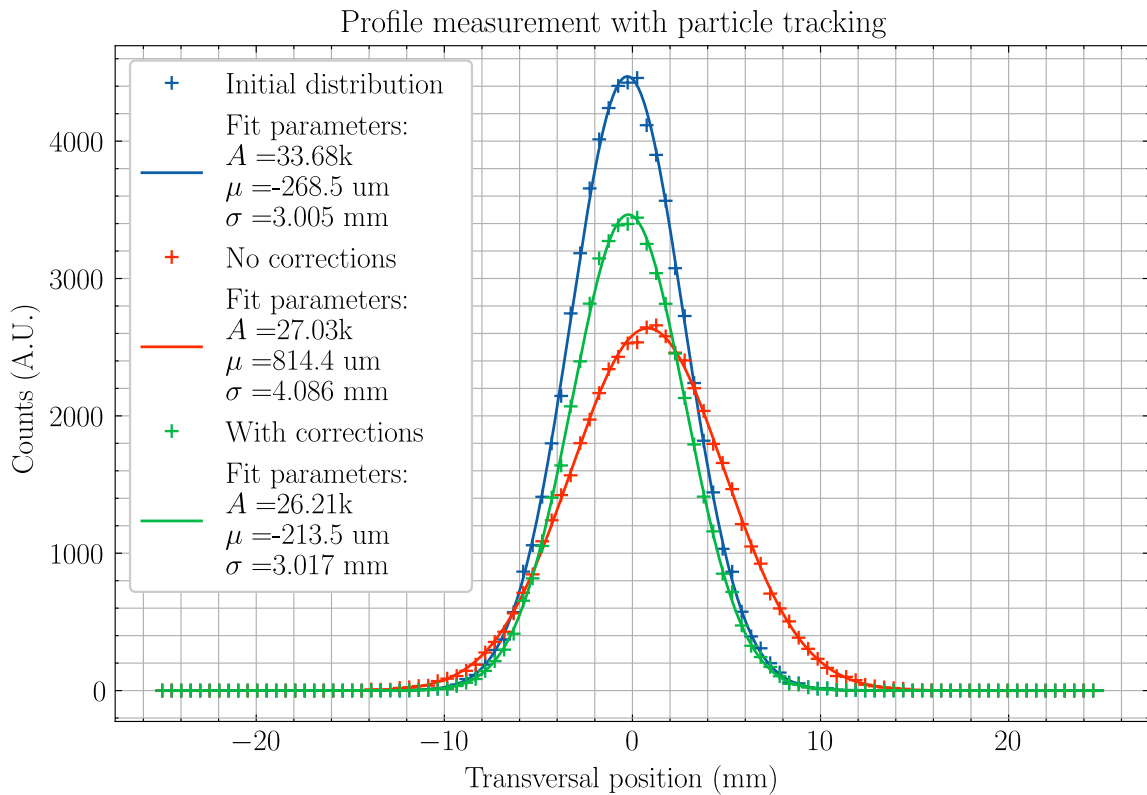 Profile measurement with particle tracking
Initial distribution
Fit parameters:
A =33.68k
μ =-268.5 um
σ =3.005 mm
No corrections
Fit parameters:
A =27.03k
μ =814.4 um
σ =4.086 mm
With corrections
Fit parameters:
A =26.21k
μ =-213.5 um
σ =3.017 mm
Counts (A.U.)
4000
3000
2000
1000
0
−20 −10 0 10 20
Transversal position (mm)